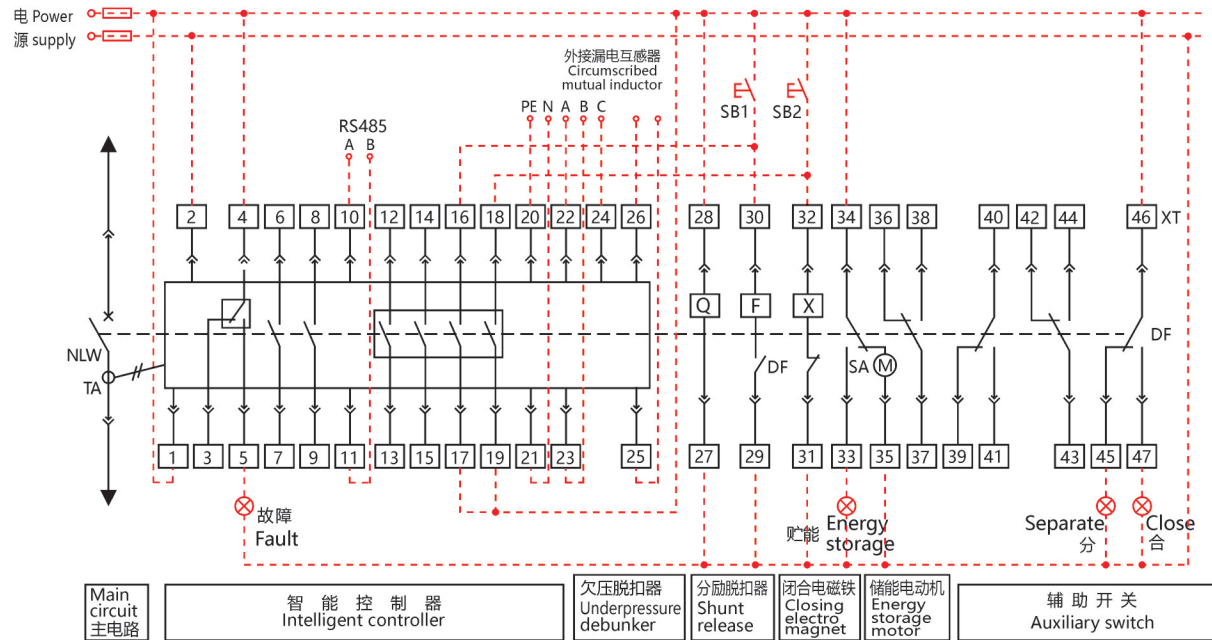 电 Power
源 supply
外接漏电互感器
Circumscribed
mutual inductor
PE N A B C
RS485
A B
SB1 SB2
2 4 6 8 10 12 14 16 18 20 22 24 26 28 30 32 34 36 38 40 42 44 46 XT
Q F X
NLW
TA
DF
SA M
DF
1 3 5 7 9 11 13 15 17 19 21 23 25 27 29 31 33 35 37 39 41 43 45 47
故障
Fault
贮能 Energy
storage
Separate
分
Close
合
Main
circuit
主电路
智能控制器
Intelligent controller
欠压脱扣器
Underpressure
debunker
分励脱扣器
Shunt
release
闭合电磁铁
Closing
electro
magnet
储能电动机
Energy
storage
motor
辅助开关
Auxiliary switch